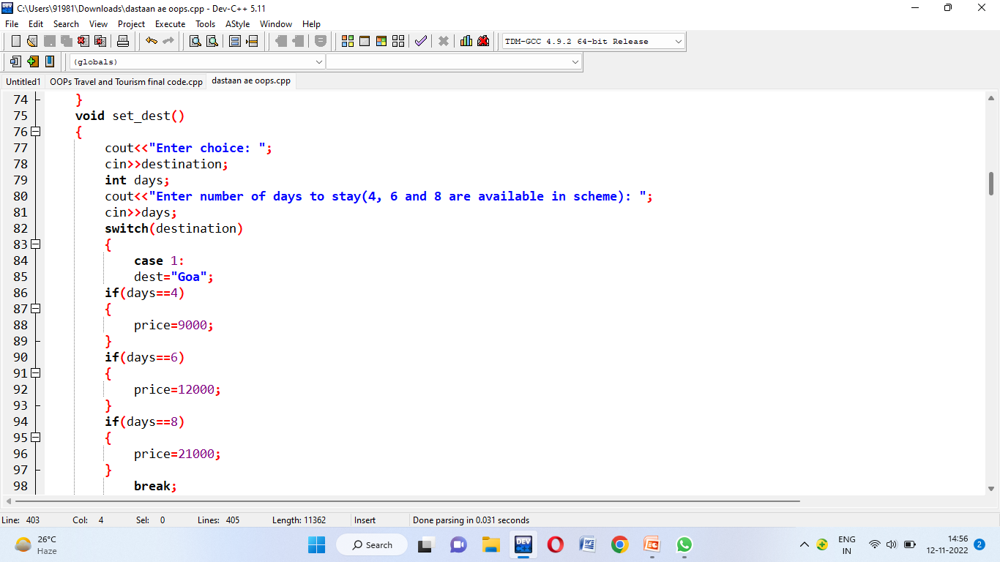 C:\Users\91981\Downloads\dastaan ae oops.cpp - Dev-C++ 5.11
File Edit Search View Project Execute Tools AStyle Window Help
TDM-GCC 4.9.2 64-bit Release
(globals)
Untitled1 OOPs Travel and Tourism final code.cpp dastaan ae oops.cpp
74 }
75 void set_dest()
76 {
77 cout<<"Enter choice: ";
78 cin>>destination;
79 int days;
80 cout<<"Enter number of days to stay(4, 6 and 8 are available in scheme): ";
81 cin>>days;
82 switch(destination)
83 {
84 case 1:
85 dest="Goa";
86 if(days==4)
87 {
88 price=9000;
89 }
90 if(days==6)
91 {
92 price=12000;
93 }
94 if(days==8)
95 {
96 price=21000;
97 }
98 break;
Line: 403 Col: 4 Sel: 0 Lines: 405 Length: 11362 Insert Done parsing in 0.031 seconds
26°C
Haze
Search
DEV
ENG
IN
14:56
12-11-2022
2